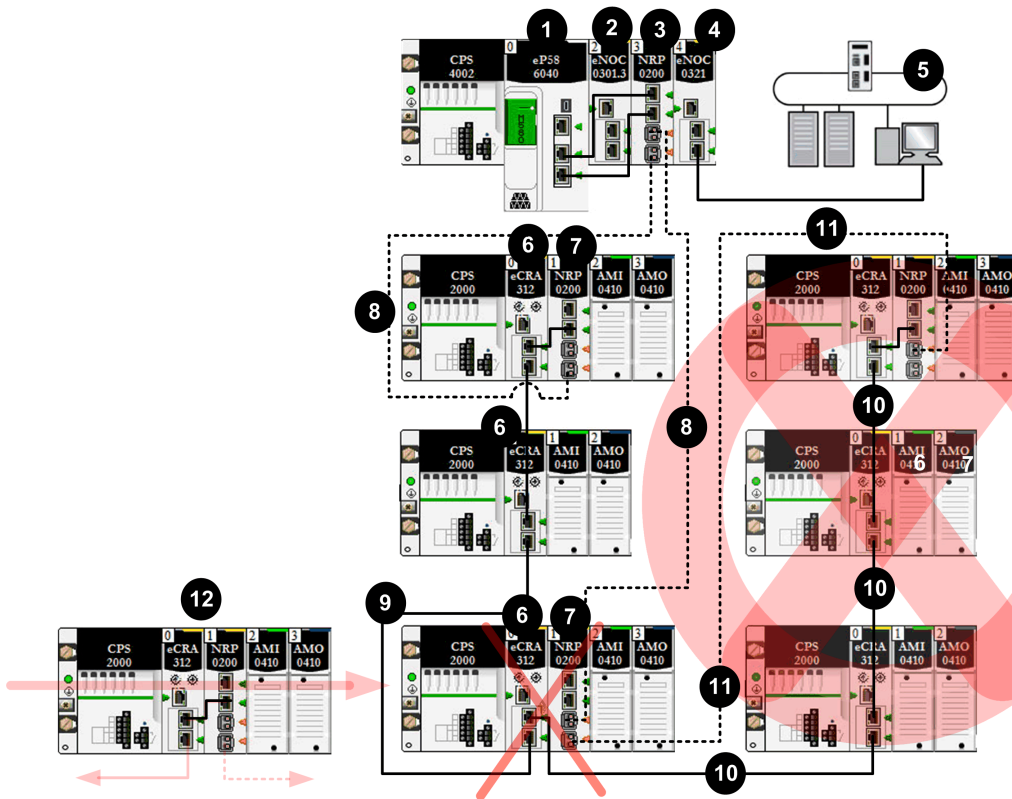 1 2 3 4
0 2 3 4
CPS eP58 eNOC NRP eNOC
4002 6040 0301.3 0200 0321
5
11
6 7
0 1 2 3
CPS eCRA NRP AMI AMO
2000 312 0200 0410 0410
0 1 2 3
CPS eCRA NRP AMI AMO
2000 312 0200 0410 0410
8
10
6
8
0 1 2
CPS eCRA AMI AMO
2000 312 0410 0410
0 1 2
CPS eCRA AMI AMO
2000 312 0410 0410
6 7
10
12
9
6 7
0 1 2 3
CPS eCRA NRP AMI AMO
2000 312 0200 0410 0410
0 1 2 3
CPS eCRA NRP AMI AMO
2000 312 0200 0410 0410
0 1 2
CPS eCRA AMI AMO
2000 312 0410 0410
11
10